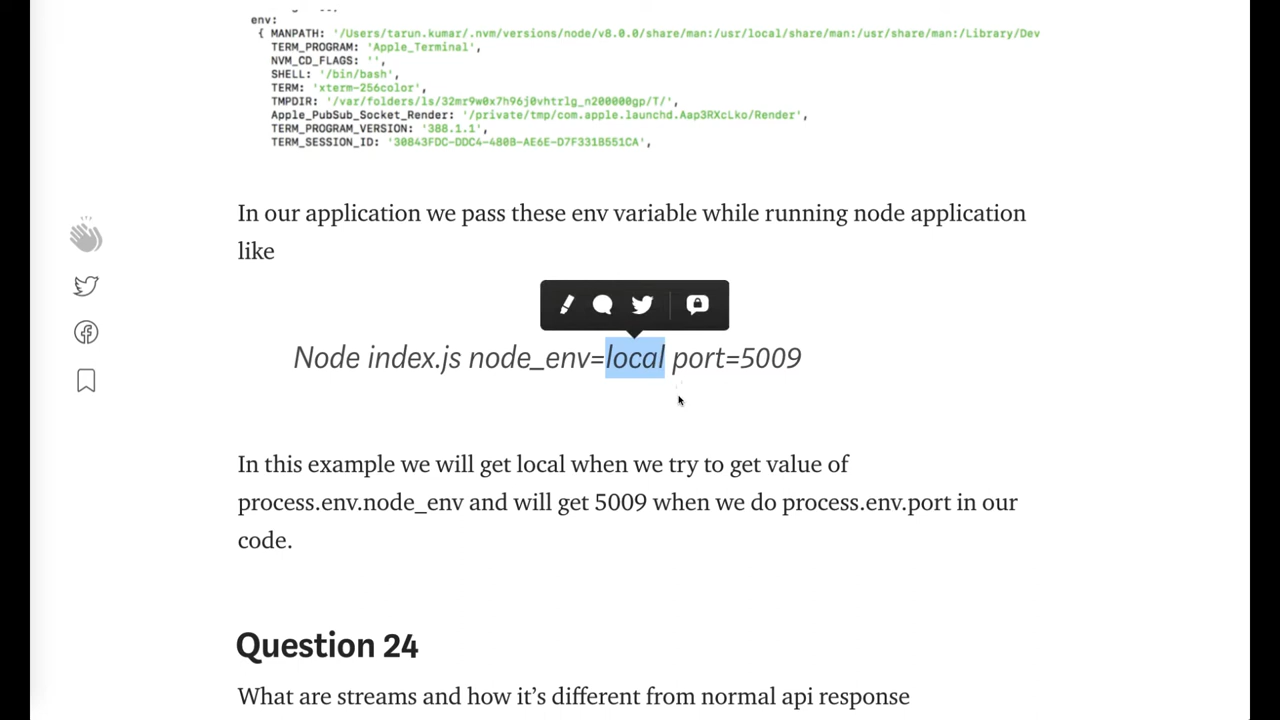 env:
{ MANPATH: '/Users/tarun.kumar/.nvm/versions/node/v8.0.0/share/man:/usr/local/share/man:/usr/share/man:/Library/Dev
TERM_PROGRAM: 'Apple_Terminal',
NVM_CD_FLAGS: '',
SHELL: '/bin/bash',
TERM: 'xterm-256color',
TMPDIR: '/var/folders/ls/32mr9w0x7h96j0vhtrlg_n200000gp/T/',
Apple_PubSub_Socket_Render: '/private/tmp/com.apple.launchd.Aap3RXcLko/Render',
TERM_PROGRAM_VERSION: '388.1.1',
TERM_SESSION_ID: '30843FDC-DDC4-480B-AE6E-D7F331B551CA',
In our application we pass these env variable while running node application
like
Node index.js node_env=local port=5009
In this example we will get local when we try to get value of
process.env.node_env and will get 5009 when we do process.env.port in our
code.
Question 24
What are streams and how it’s different from normal api response